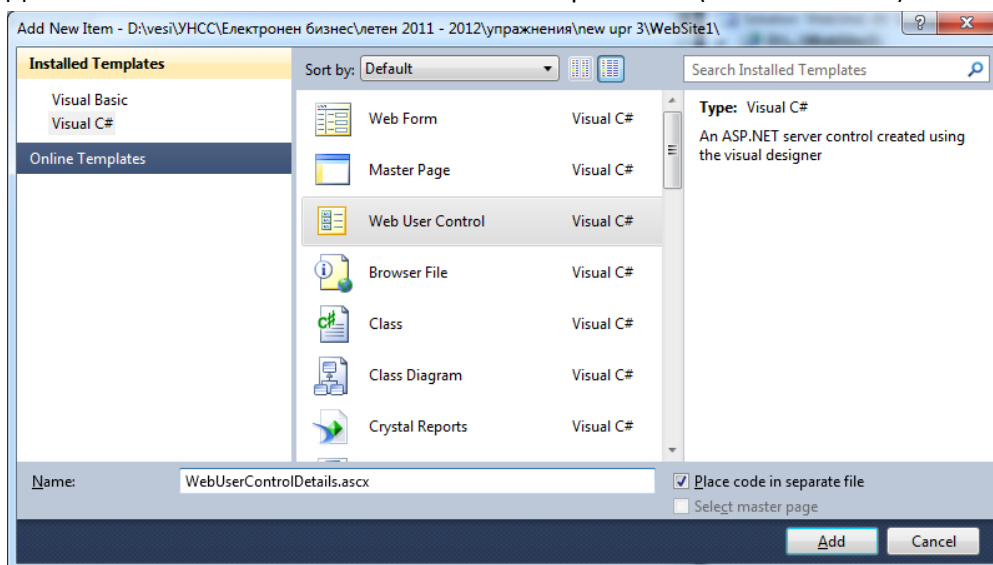 Add New Item - D:\vesi\УНСС\Електронен бизнес\летен 2011 - 2012\упражнения\new upr 3\WebSite1\
Installed Templates
Visual Basic
Visual C#
Online Templates
Sort by: Default
Search Installed Templates
Web Form Visual C#
Master Page Visual C#
Web User Control Visual C#
Browser File Visual C#
Class Visual C#
Class Diagram Visual C#
Crystal Reports Visual C#
Type: Visual C#
An ASP.NET server control created using
the visual designer
Name: WebUserControlDetails.ascx
Place code in separate file
Select master page
Add Cancel